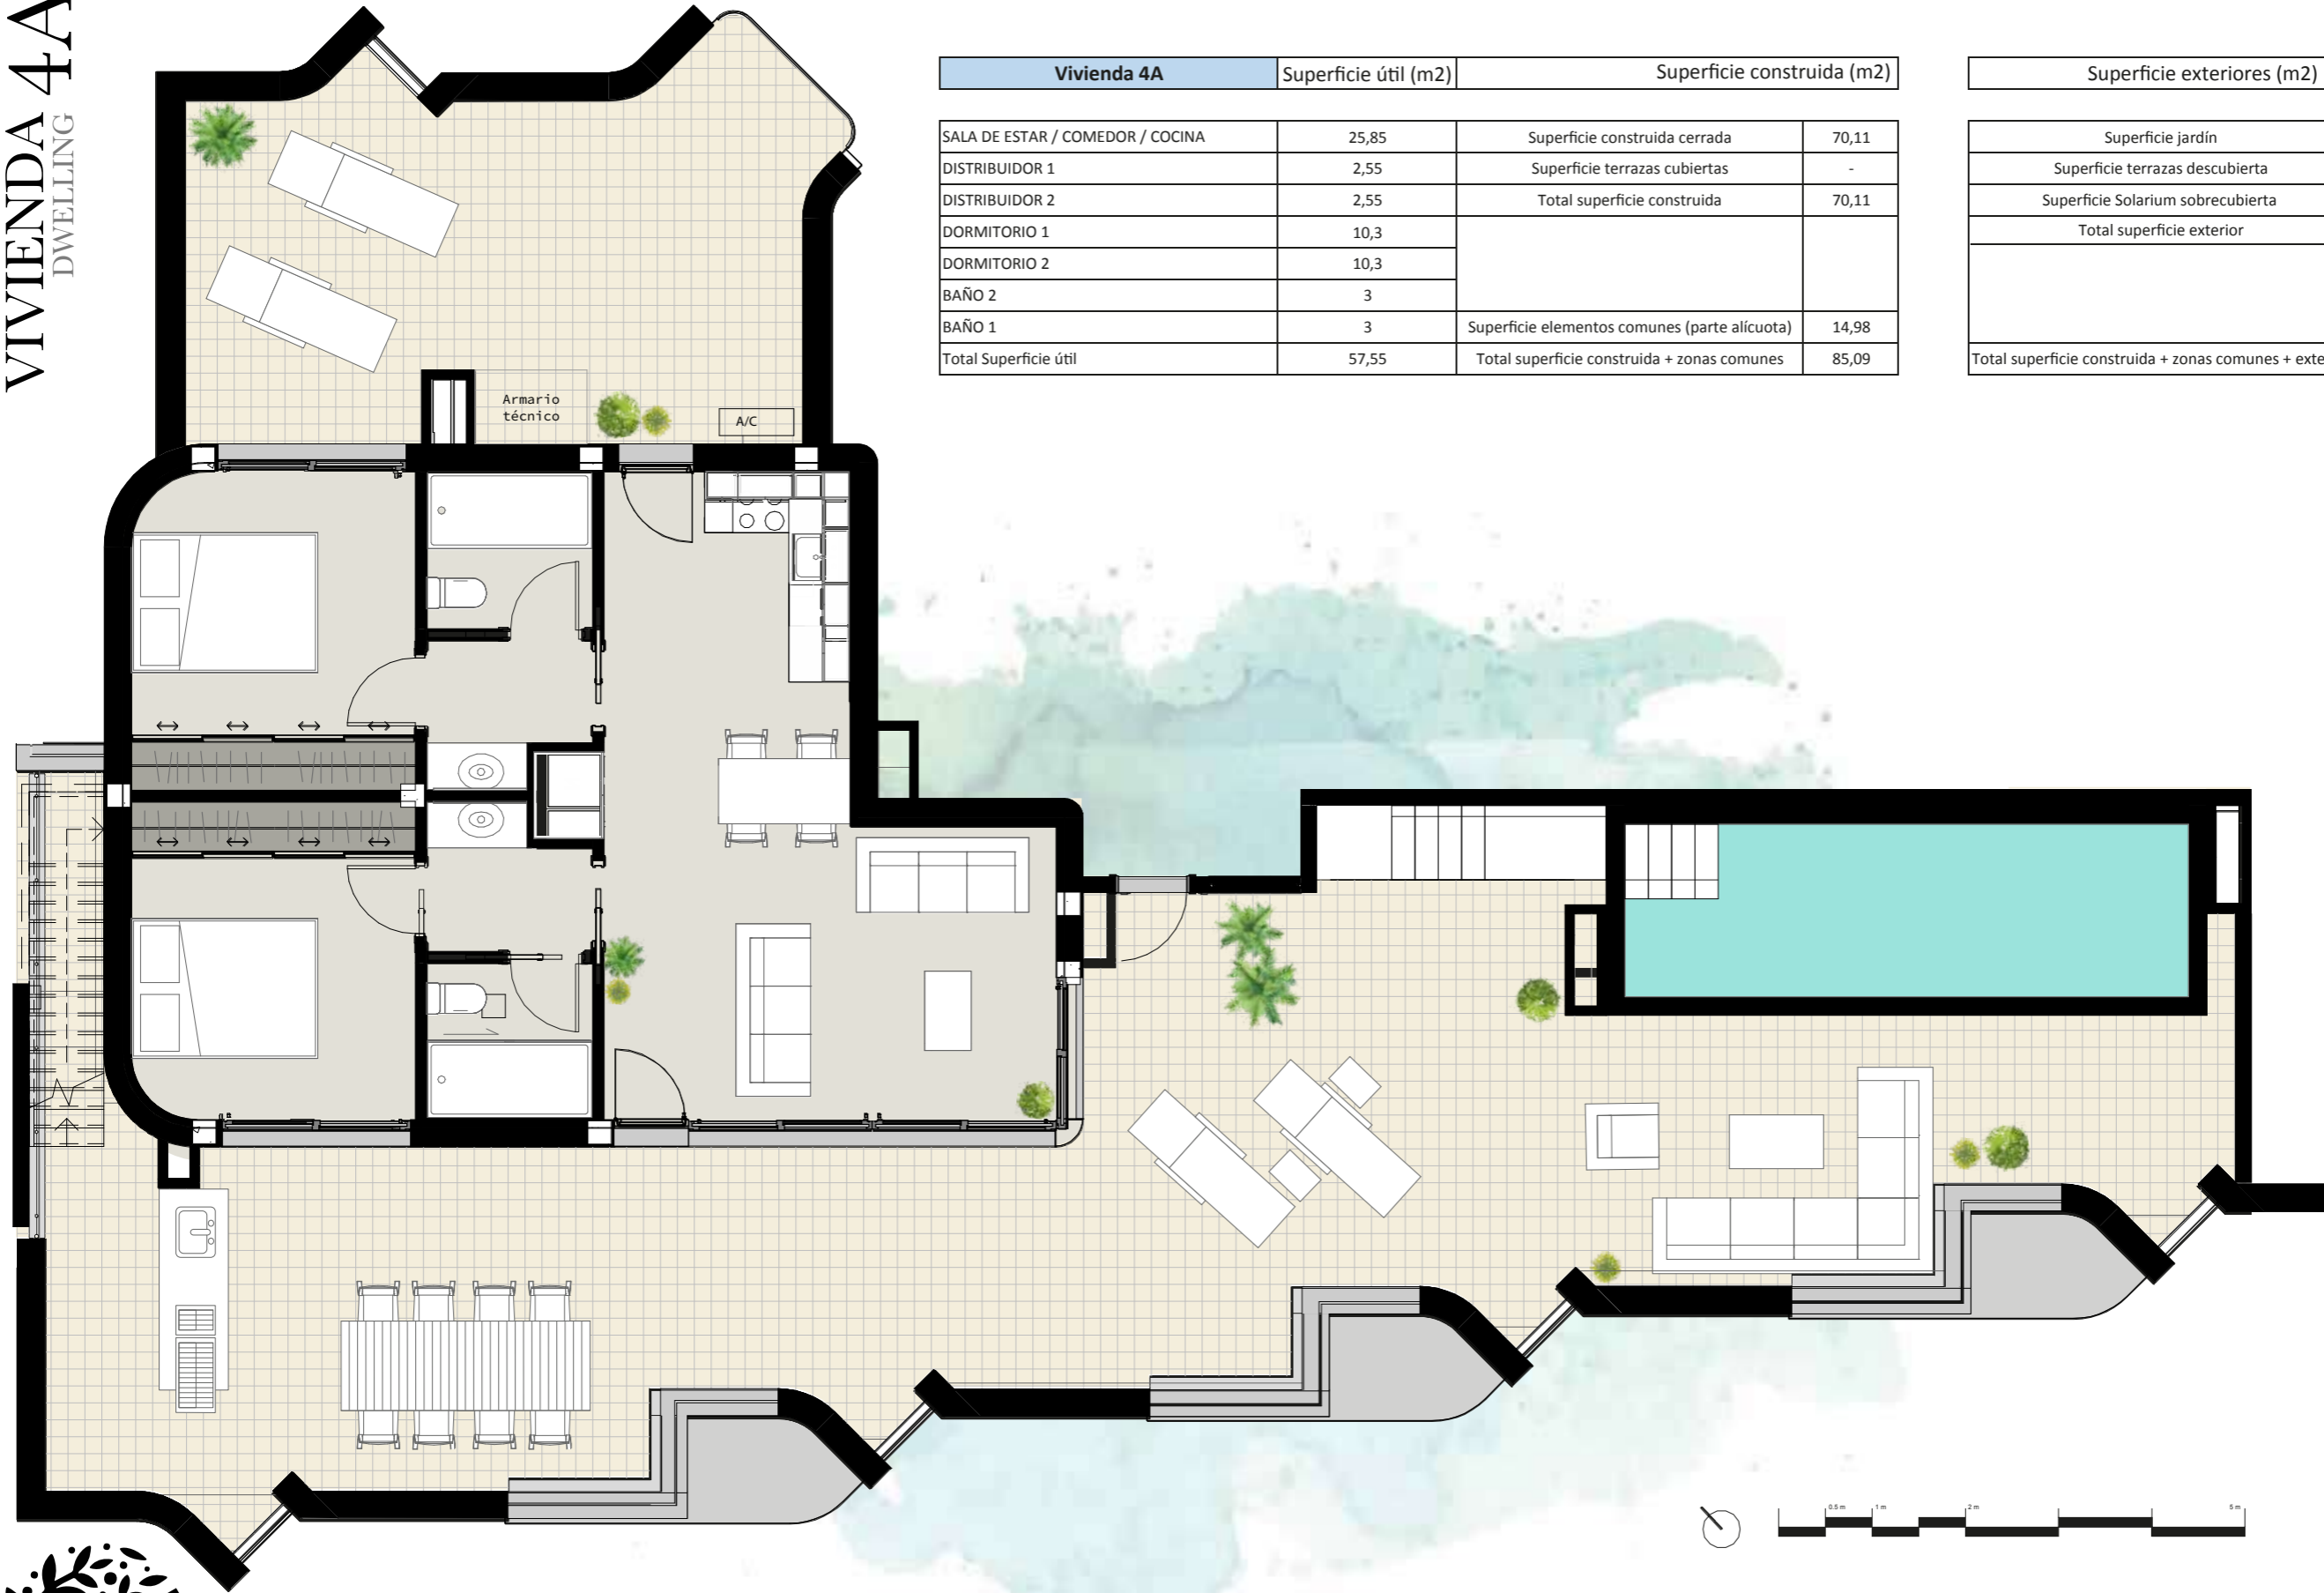 VIVIENDA 4A
DWELLING
Vivienda 4A Superficie útil (m2) Superficie construida (m2) Superficie exteriores (m2)
SALA DE ESTAR / COMEDOR / COCINA 25,85 Superficie construida cerrada 70,11 Superficie jardín
DISTRIBUIDOR 1 2,55 Superficie terrazas cubiertas - Superficie terrazas descubierta
DISTRIBUIDOR 2 2,55 Total superficie construida 70,11 Superficie Solarium sobrecubierta
DORMITORIO 1 10,3 Total superficie exterior
DORMITORIO 2 10,3
BAÑO 2 3
BAÑO 1 3 Superficie elementos comunes (parte alícuota) 14,98
Total Superficie útil 57,55 Total superficie construida + zonas comunes 85,09 Total superficie construida + zonas comunes + exte
Armario
técnico
A/C
0.5 m 1 m 2 m 5 m